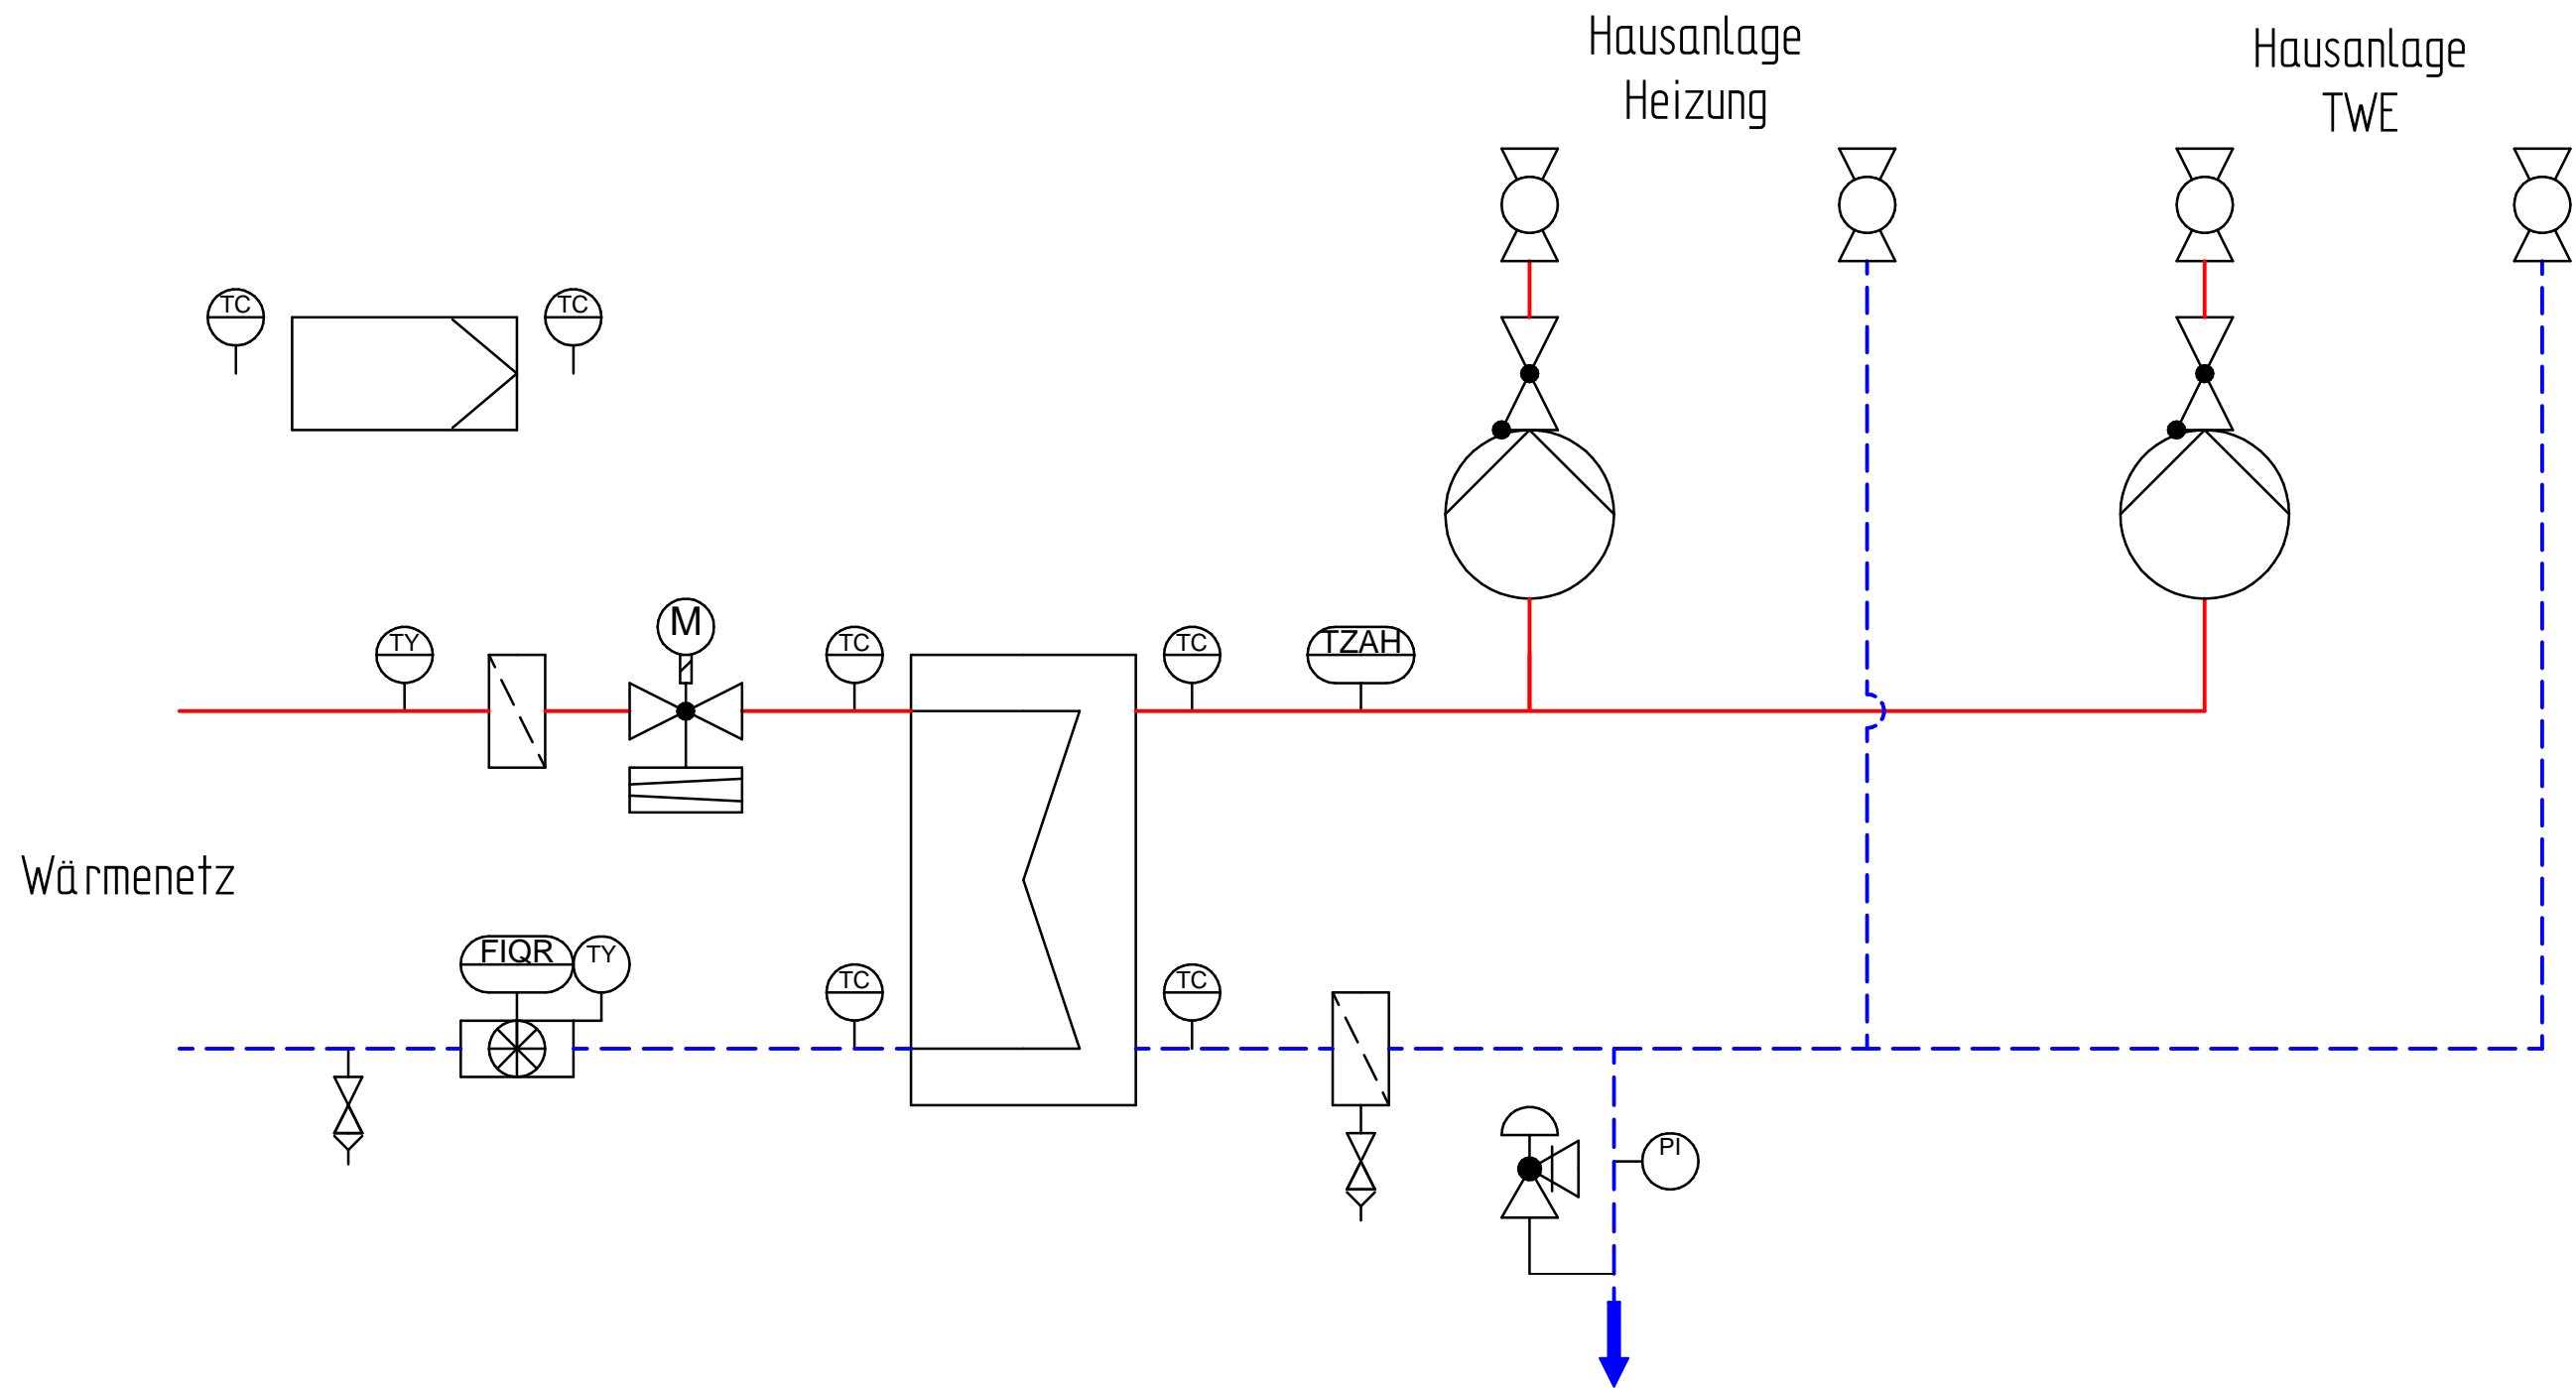 Hausanlage
Heizung
Hausanlage
TWE
TC
TC
TY
M
TC
TC
TZAH
Wärmenetz
FIQR
TY
TC
TC
PI